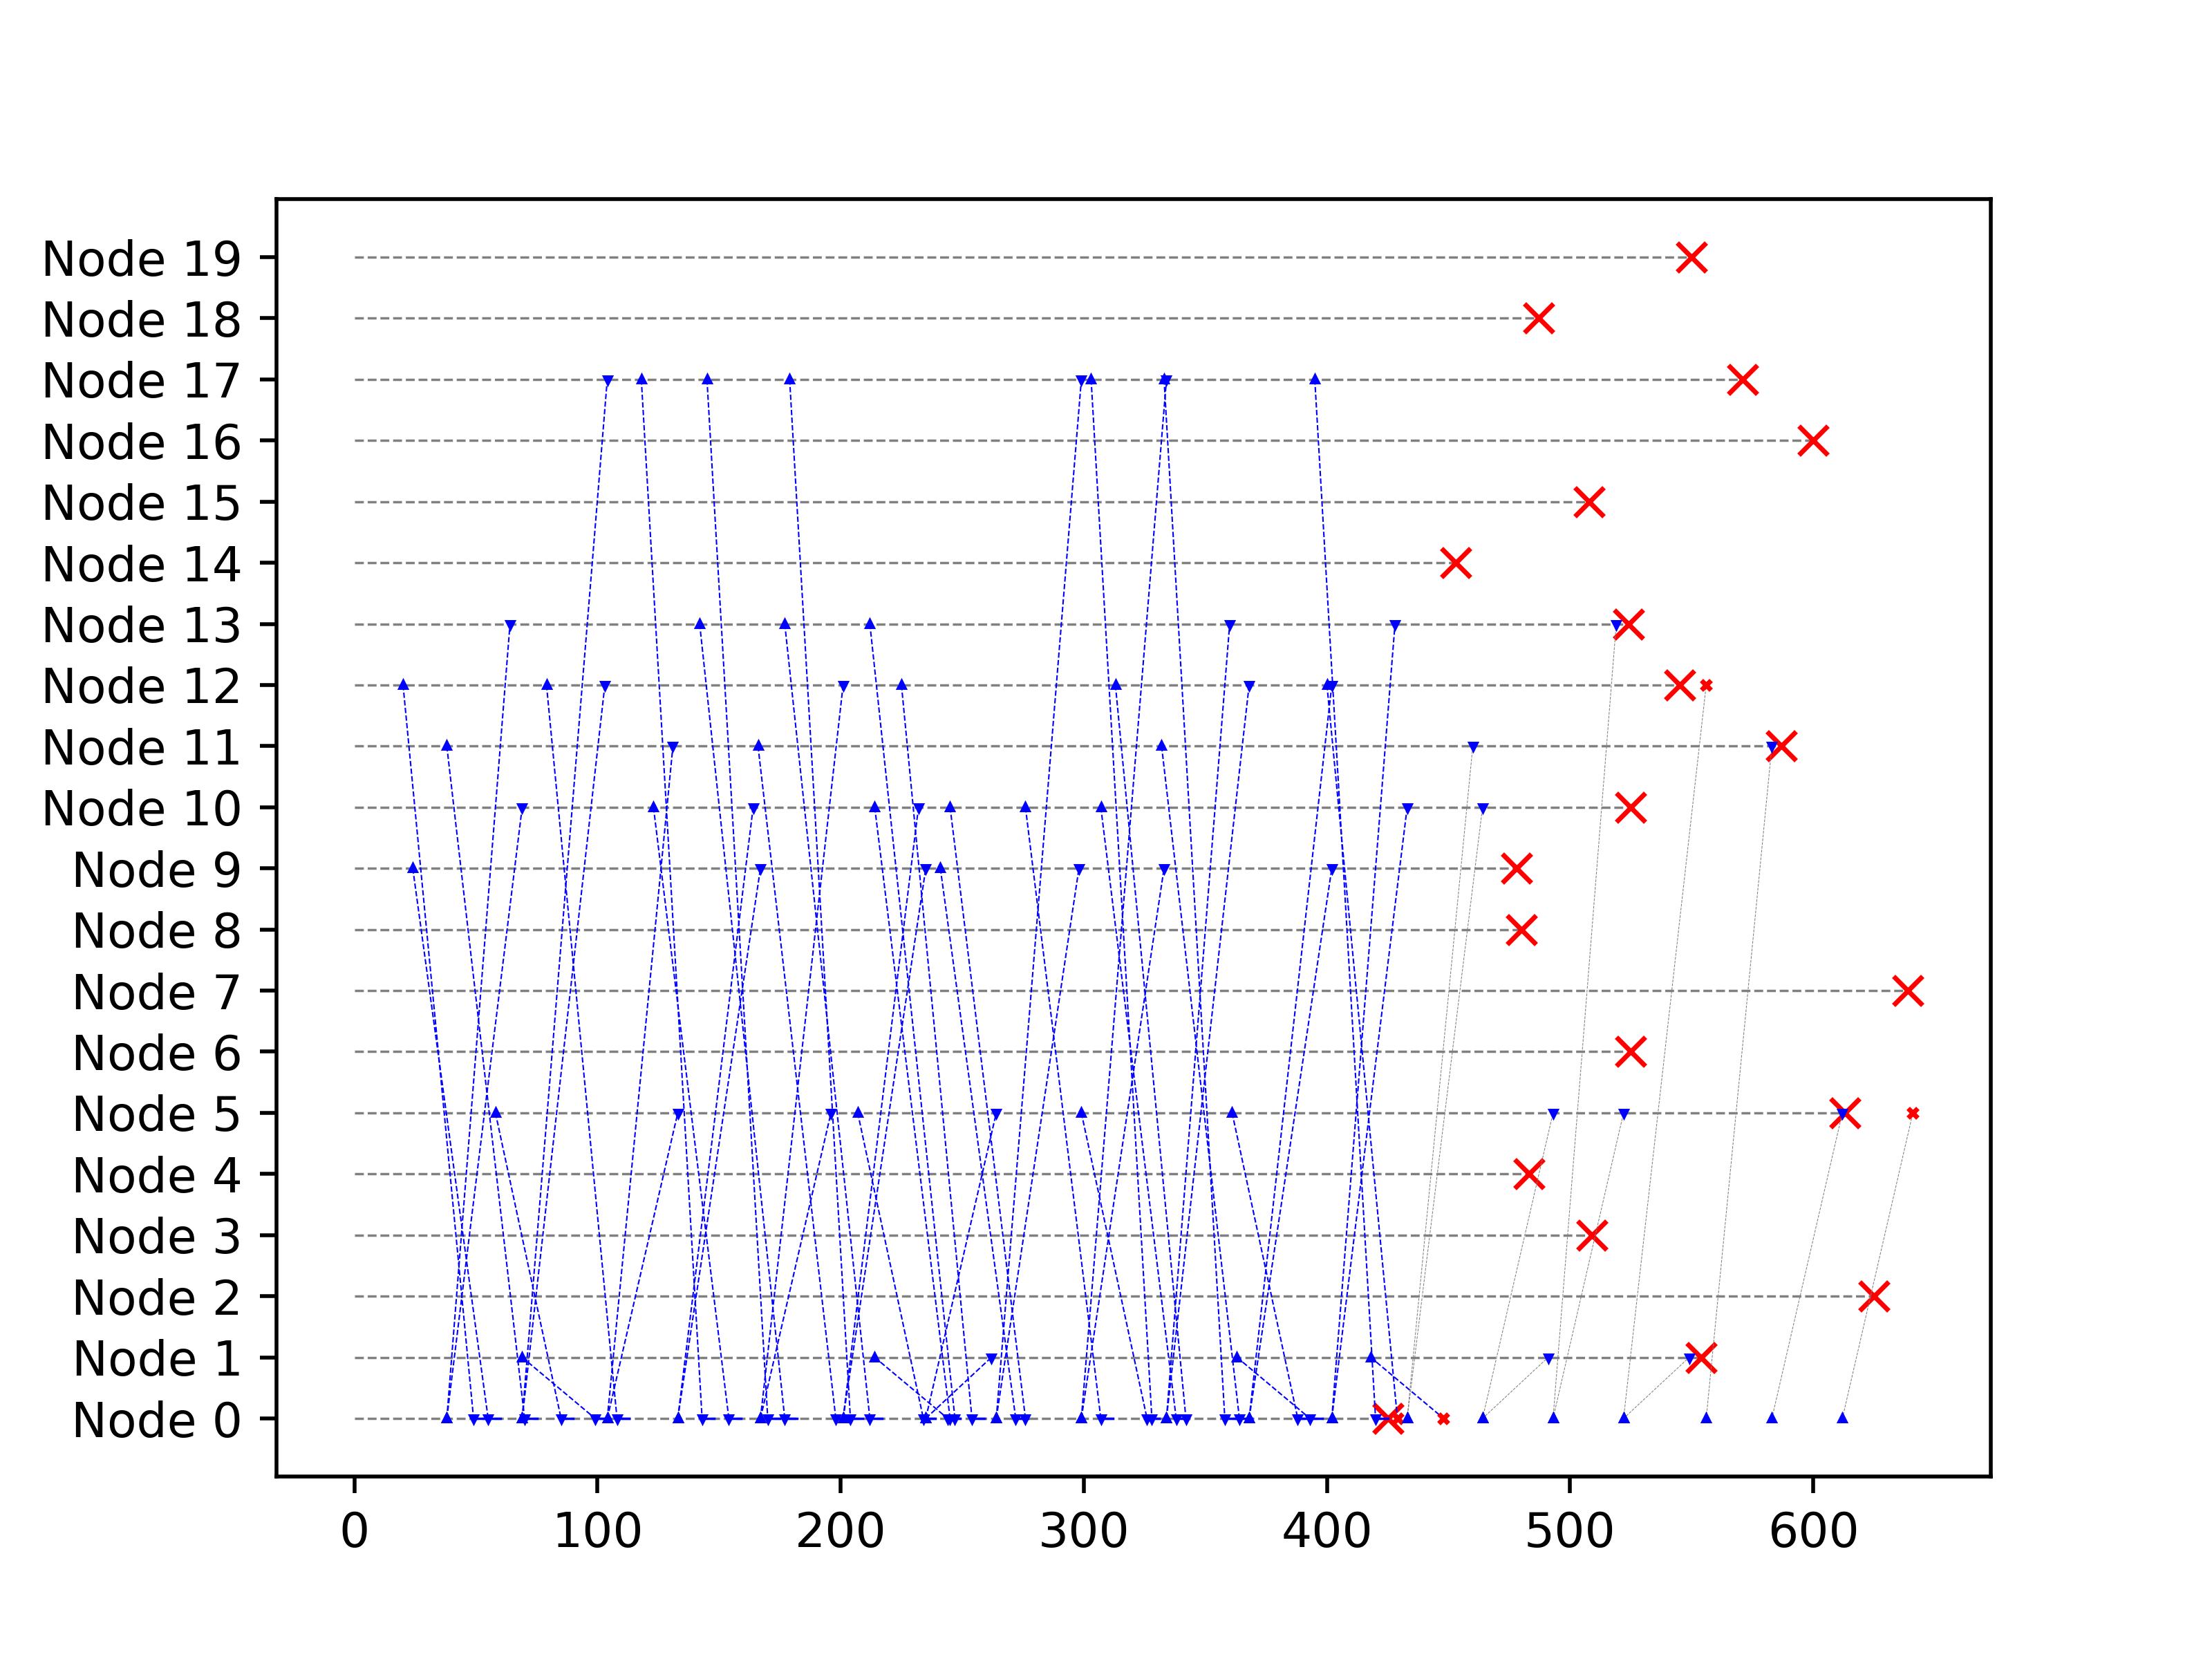 Node 19
Node 18
Node 17
Node 16
Node 15
Node 14
Node 13
Node 12
Node 11
Node 10
Node 9
Node 8
Node 7
Node 6
Node 5
Node 4
Node 3
Node 2
Node 1
Node 0
0 100 200 300 400 500 600